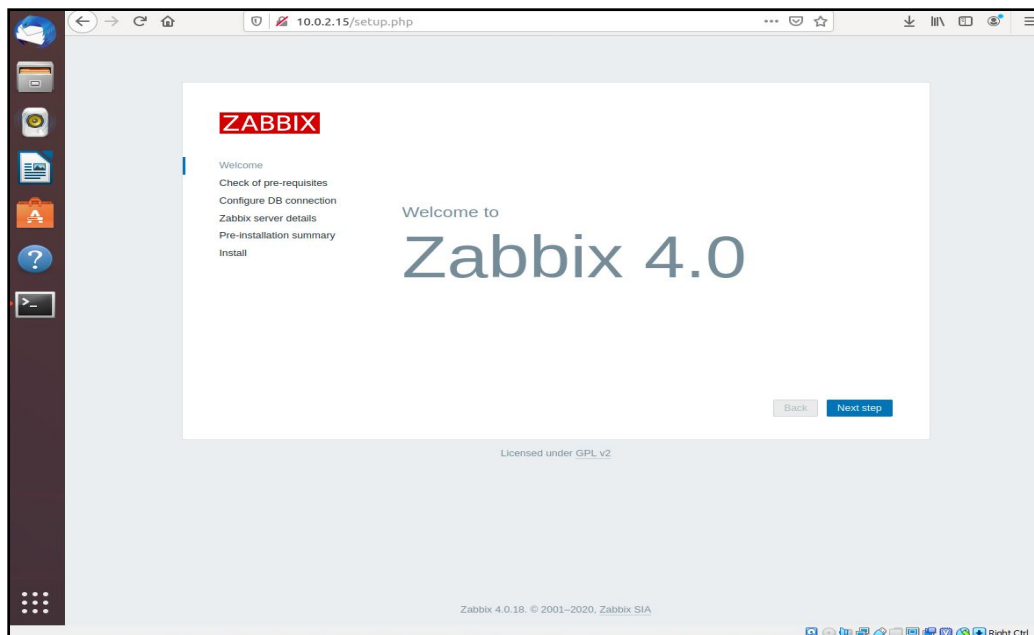 10.0.2.15/setup.php
ZABBIX
Welcome
Check of pre-requisites
Configure DB connection
Zabbix server details
Pre-installation summary
Install
Welcome to
Zabbix 4.0
Back
Next step
Licensed under GPL v2
Zabbix 4.0.18. © 2001–2020, Zabbix SIA
Right Ctrl